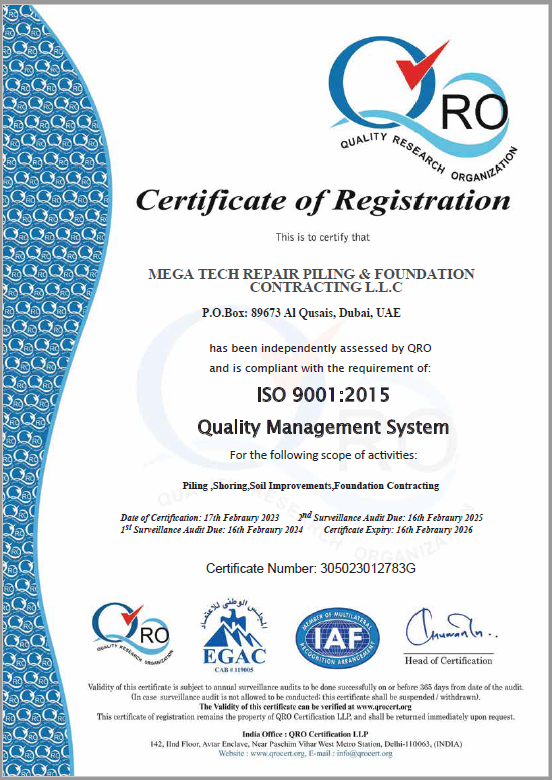 QRO
QUALITY RESEARCH ORGANIZATION
Certificate of Registration
This is to certify that
MEGA TECH REPAIR PILING & FOUNDATION
CONTRACTING L.L.C
P.O.Box: 89673 Al Qusais, Dubai, UAE
has been independently assessed by QRO
and is compliant with the requirement of:
ISO 9001:2015
Quality Management System
For the following scope of activities:
Piling ,Shoring,Soil Improvements,Foundation Contracting
Date of Certification: 17th Febraury 2023 2nd Surveillance Audit Due: 16th Febraury 2025
1st Surveillance Audit Due: 16th Febraury 2024 Certificate Expiry: 16th Febraury 2026
Certificate Number: 305023012783G
QRO
QUALITY RESEARCH ORGANIZATION
المجلس الوطني للاعتماد
EGAC
CAB # 119005
MEMBER OF MULTILATERAL
IAF
RECOGNITION ARRANGEMENT
Head of Certification
Validity of this certificate is subject to annual surveillance audits to be done successfully on or before 365 days from date of the audit.
(In case surveillance audit is not allowed to be conducted; this certificate shall be suspended / withdrawn).
The Validity of this certificate can be verified at www.qrocert.org
This certificate of registration remains the property of QRO Certification LLP, and shall be returned immediately upon request.
India Office : QRO Certification LLP
142, IInd Floor, Avtar Enclave, Near Paschim Vihar West Metro Station, Delhi-110063, (INDIA)
Website : www.qrocert.org, E-mail : info@qrocert.org